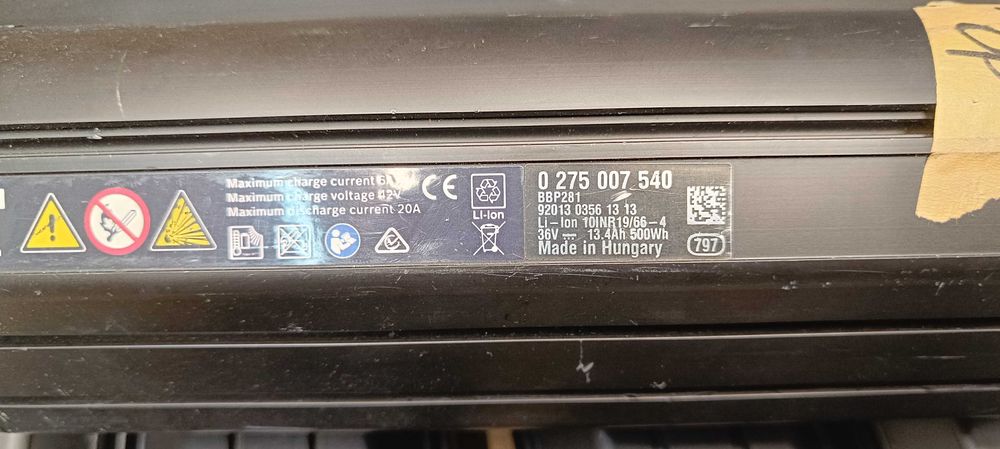 Maximum charge current 6A
Maximum charge voltage 42V
Maximum discharge current 20A
CE
LI-Ion
0 275 007 540
BBP281
92013 0356 13 13
Li-Ion 10INR19/66-4
36V 13.4Ah 500Wh
Made in Hungary
797